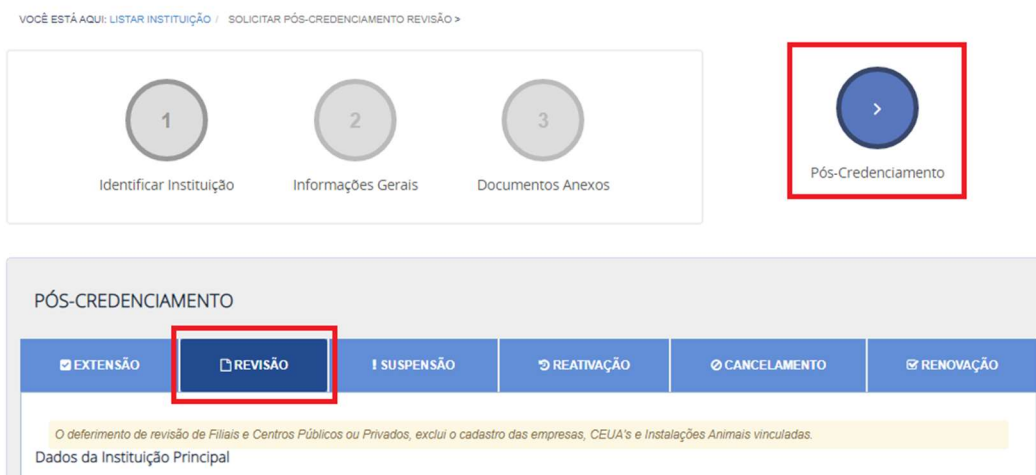 VOCÊ ESTÁ AQUI: LISTAR INSTITUIÇÃO / SOLICITAR PÓS-CREDENCIAMENTO REVISÃO >
1 2 3 >
Identificar Instituição Informações Gerais Documentos Anexos Pós-Credenciamento
PÓS-CREDENCIAMENTO
EXTENSÃO REVISÃO SUSPENSÃO REATIVAÇÃO CANCELAMENTO RENOVAÇÃO
O deferimento de revisão de Filiais e Centros Públicos ou Privados, exclui o cadastro das empresas, CEUA's e Instalações Animais vinculadas.
Dados da Instituição Principal